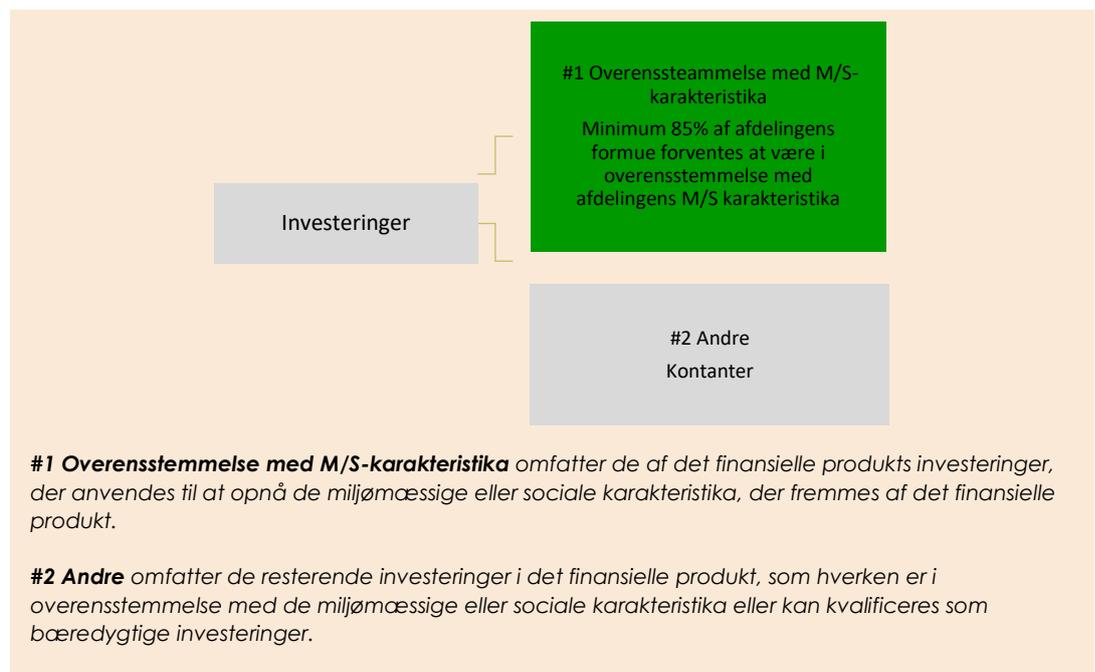 #1 Overenssteammelse med M/S-
karakteristika
Minimum 85% af afdelingens
formue forventes at være i
overensstemmelse med
afdelingens M/S karakteristika
Investeringer
#2 Andre
Kontanter
#1 Overensstemmelse med M/S-karakteristika omfatter de af det finansielle produkts investeringer,
der anvendes til at opnå de miljømæssige eller sociale karakteristika, der fremmes af det finansielle
produkt.
#2 Andre omfatter de resterende investeringer i det finansielle produkt, som hverken er i
overensstemmelse med de miljømæssige eller sociale karakteristika eller kan kvalificeres som
bæredygtige investeringer.